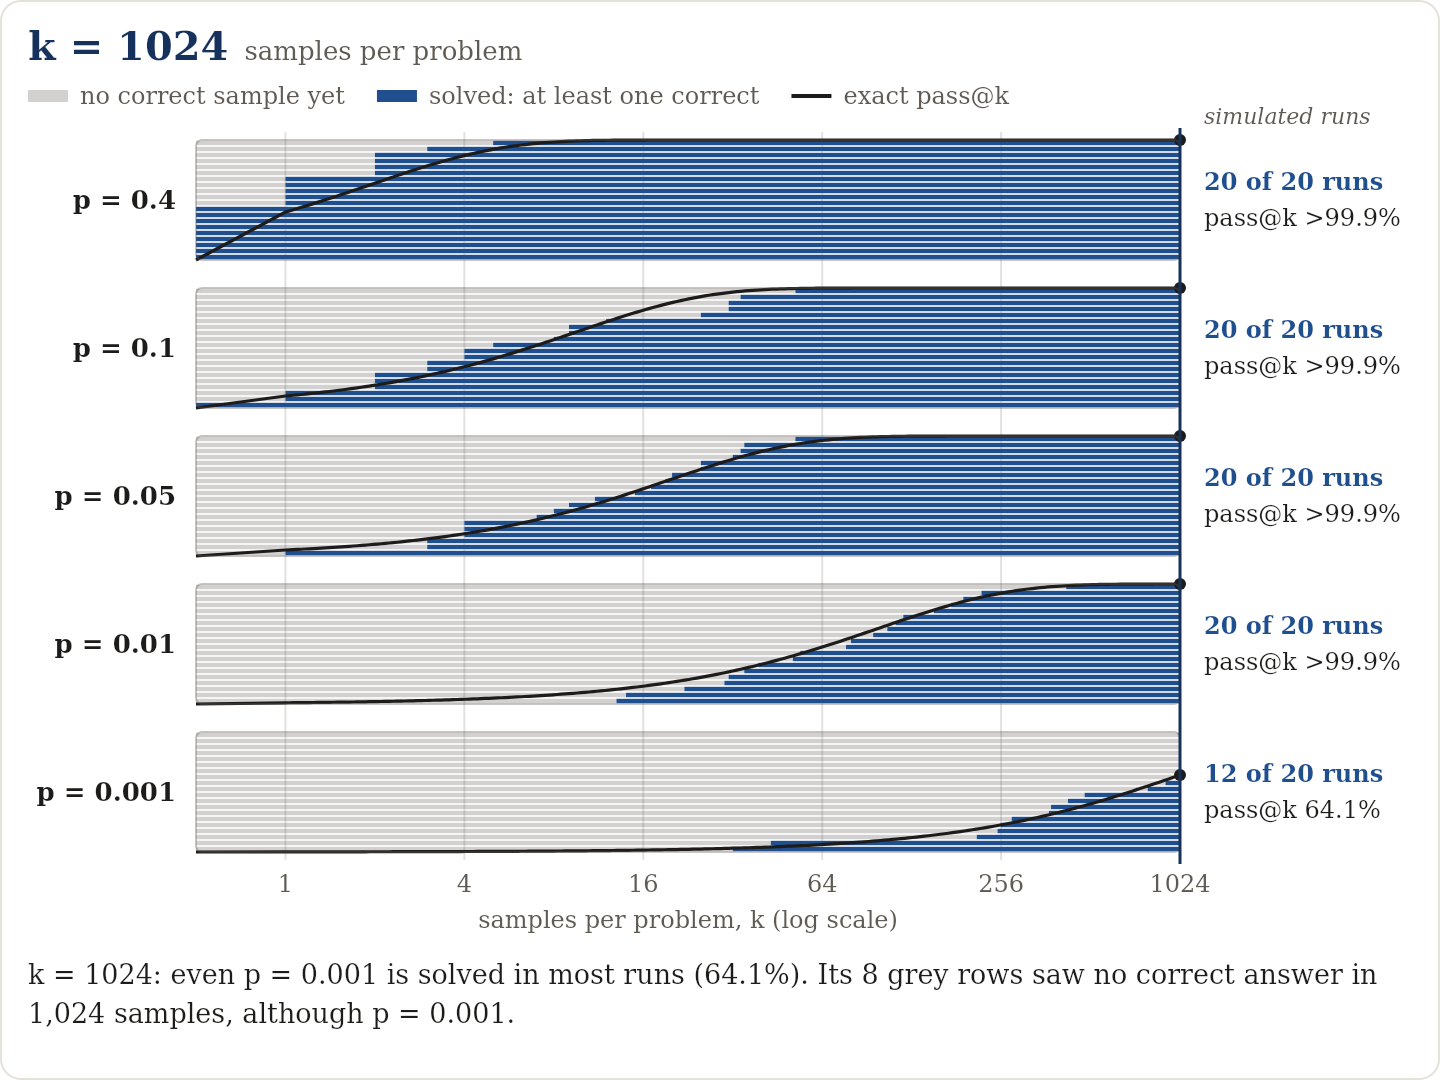 k = 1024 samples per problem
no correct sample yet solved: at least one correct exact pass@k
simulated runs
p = 0.4
20 of 20 runs
pass@k >99.9%
p = 0.1
20 of 20 runs
pass@k >99.9%
p = 0.05
20 of 20 runs
pass@k >99.9%
p = 0.01
20 of 20 runs
pass@k >99.9%
p = 0.001
12 of 20 runs
pass@k 64.1%
1 4 16 64 256 1024
samples per problem, k (log scale)
k = 1024: even p = 0.001 is solved in most runs (64.1%). Its 8 grey rows saw no correct answer in
1,024 samples, although p = 0.001.